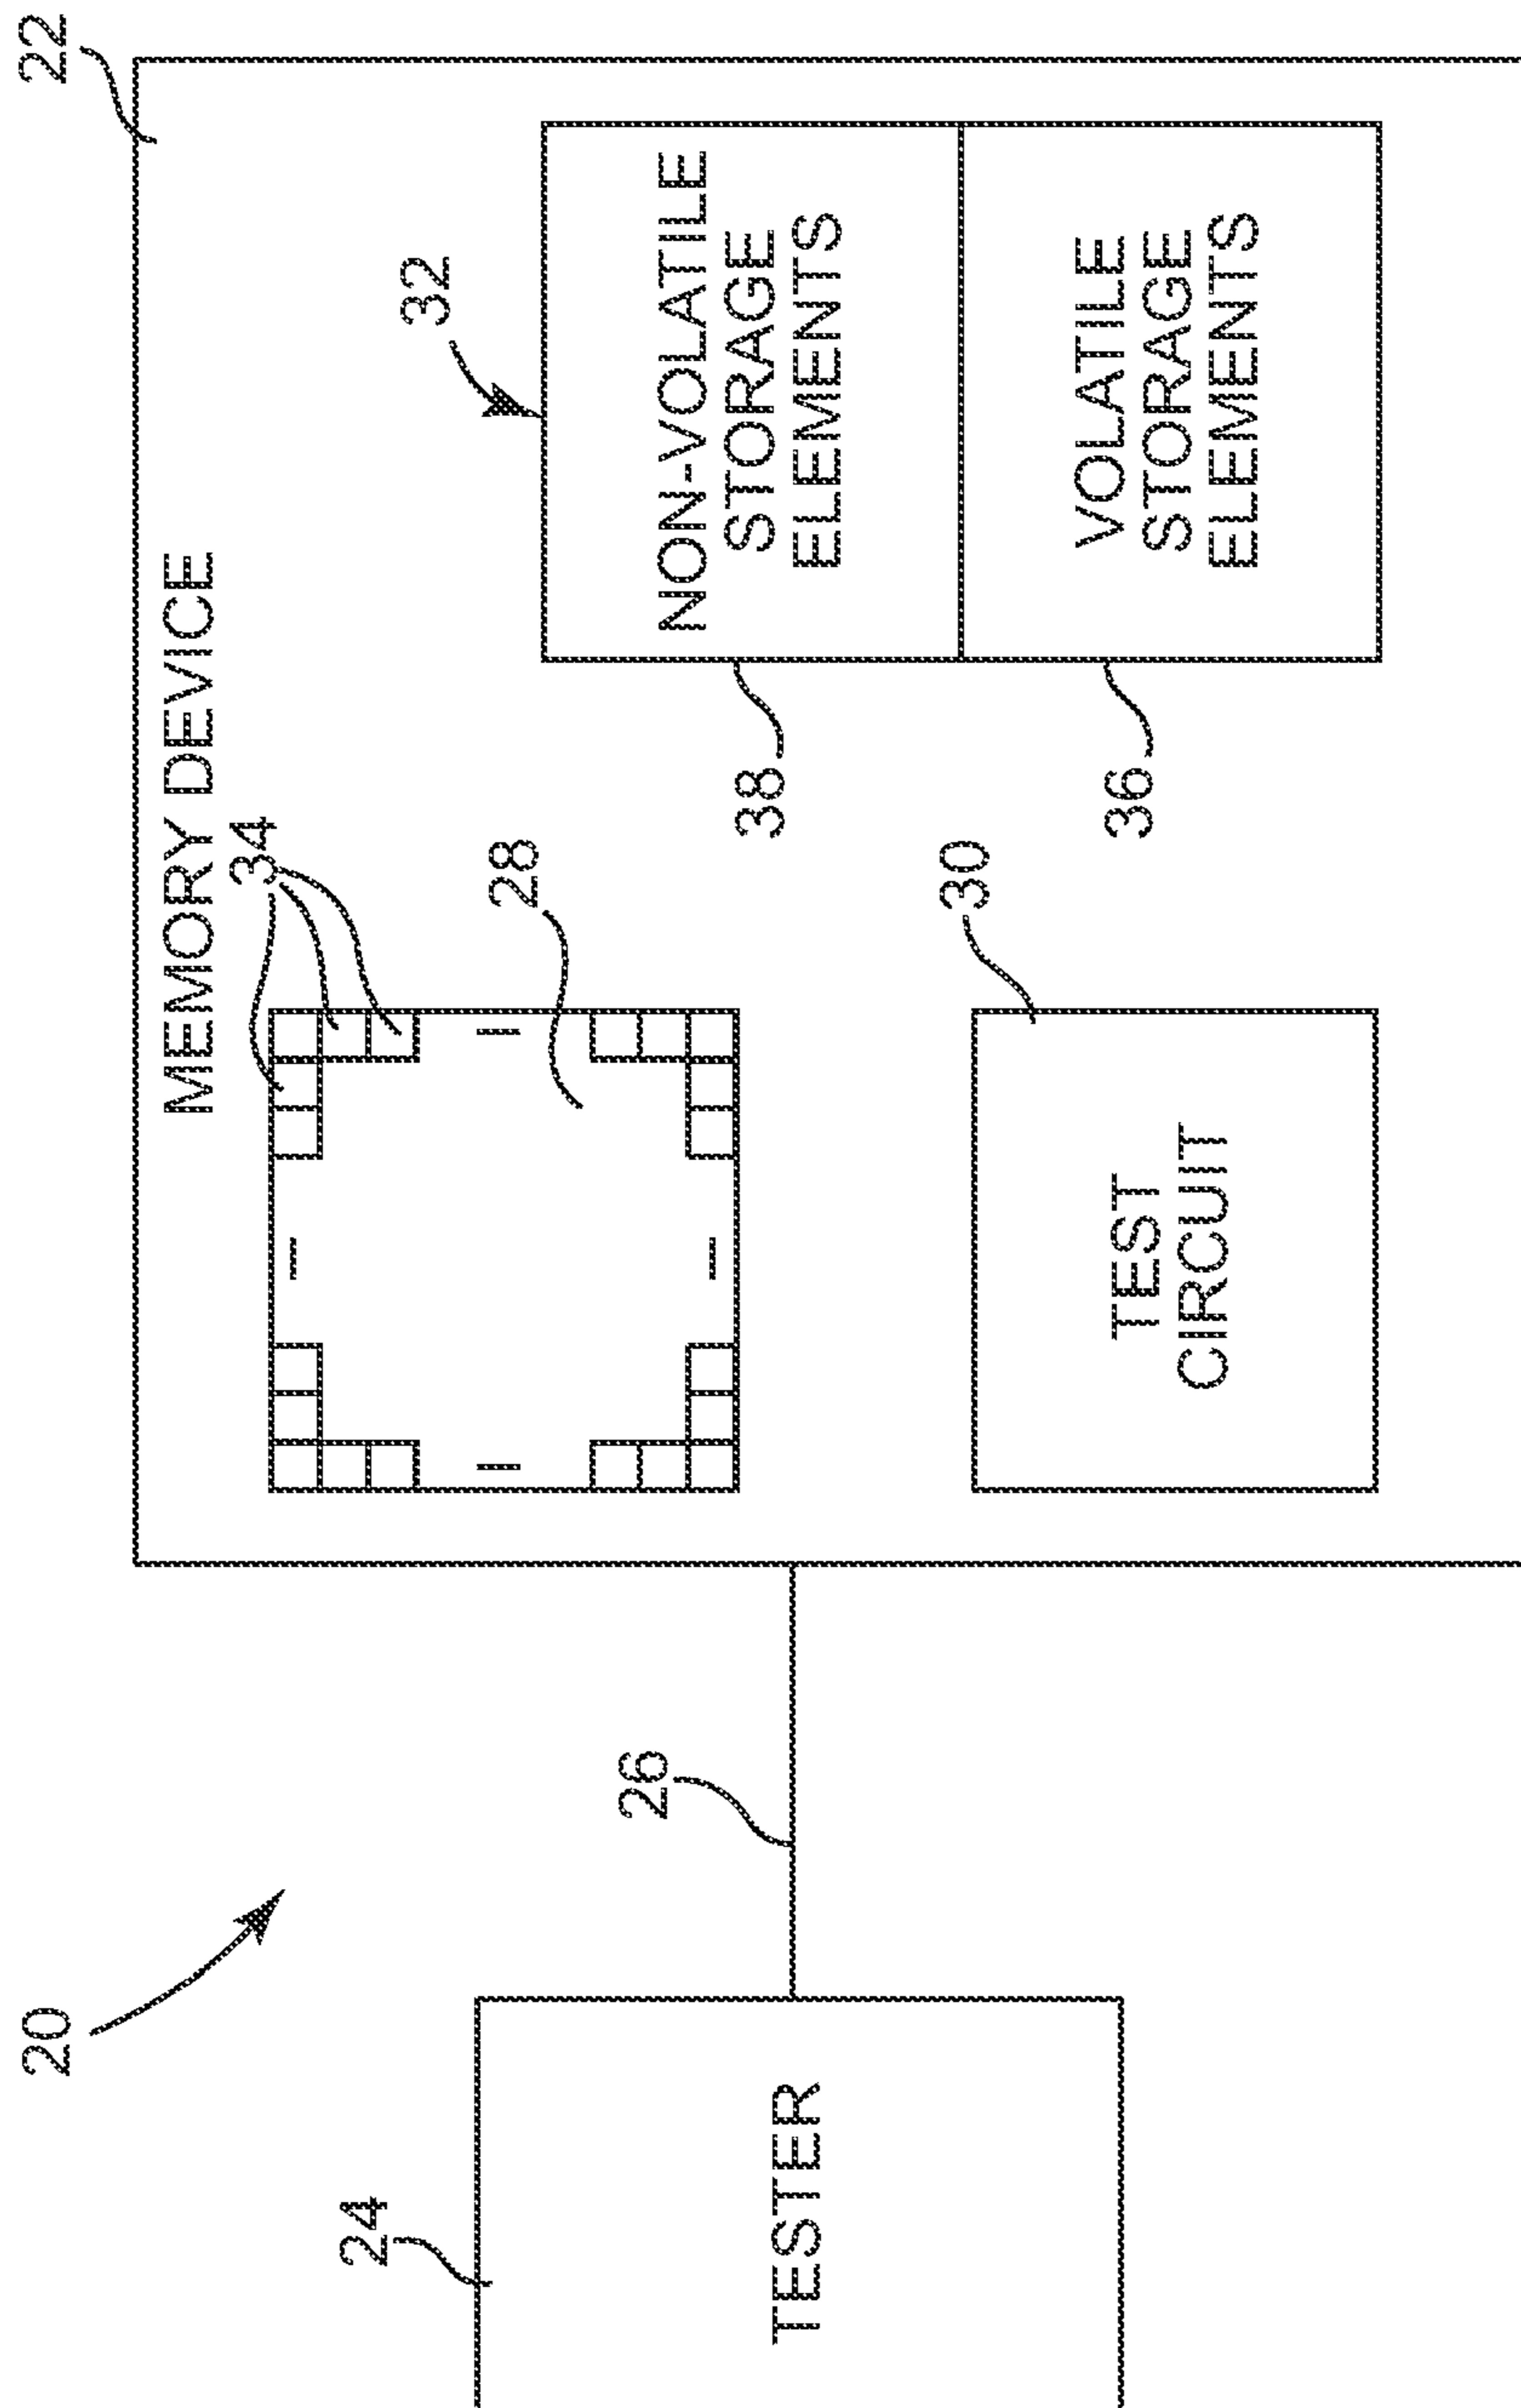 20
22
MEMORY DEVICE
34
32
24
28
26
NON-VOLATILE
STORAGE
ELEMENTS
38
TESTER
30
TEST
CIRCUIT
36
VOLATILE
STORAGE
ELEMENTS